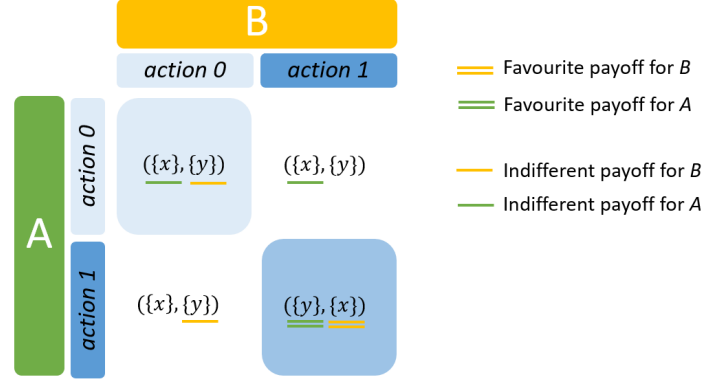 B
action 0 action 1
A
action 0
({x}, {y}) ({x}, {y})
action 1
({x}, {y}) ({y}, {x})
Favourite payoff for B
Favourite payoff for A
Indifferent payoff for B
Indifferent payoff for A